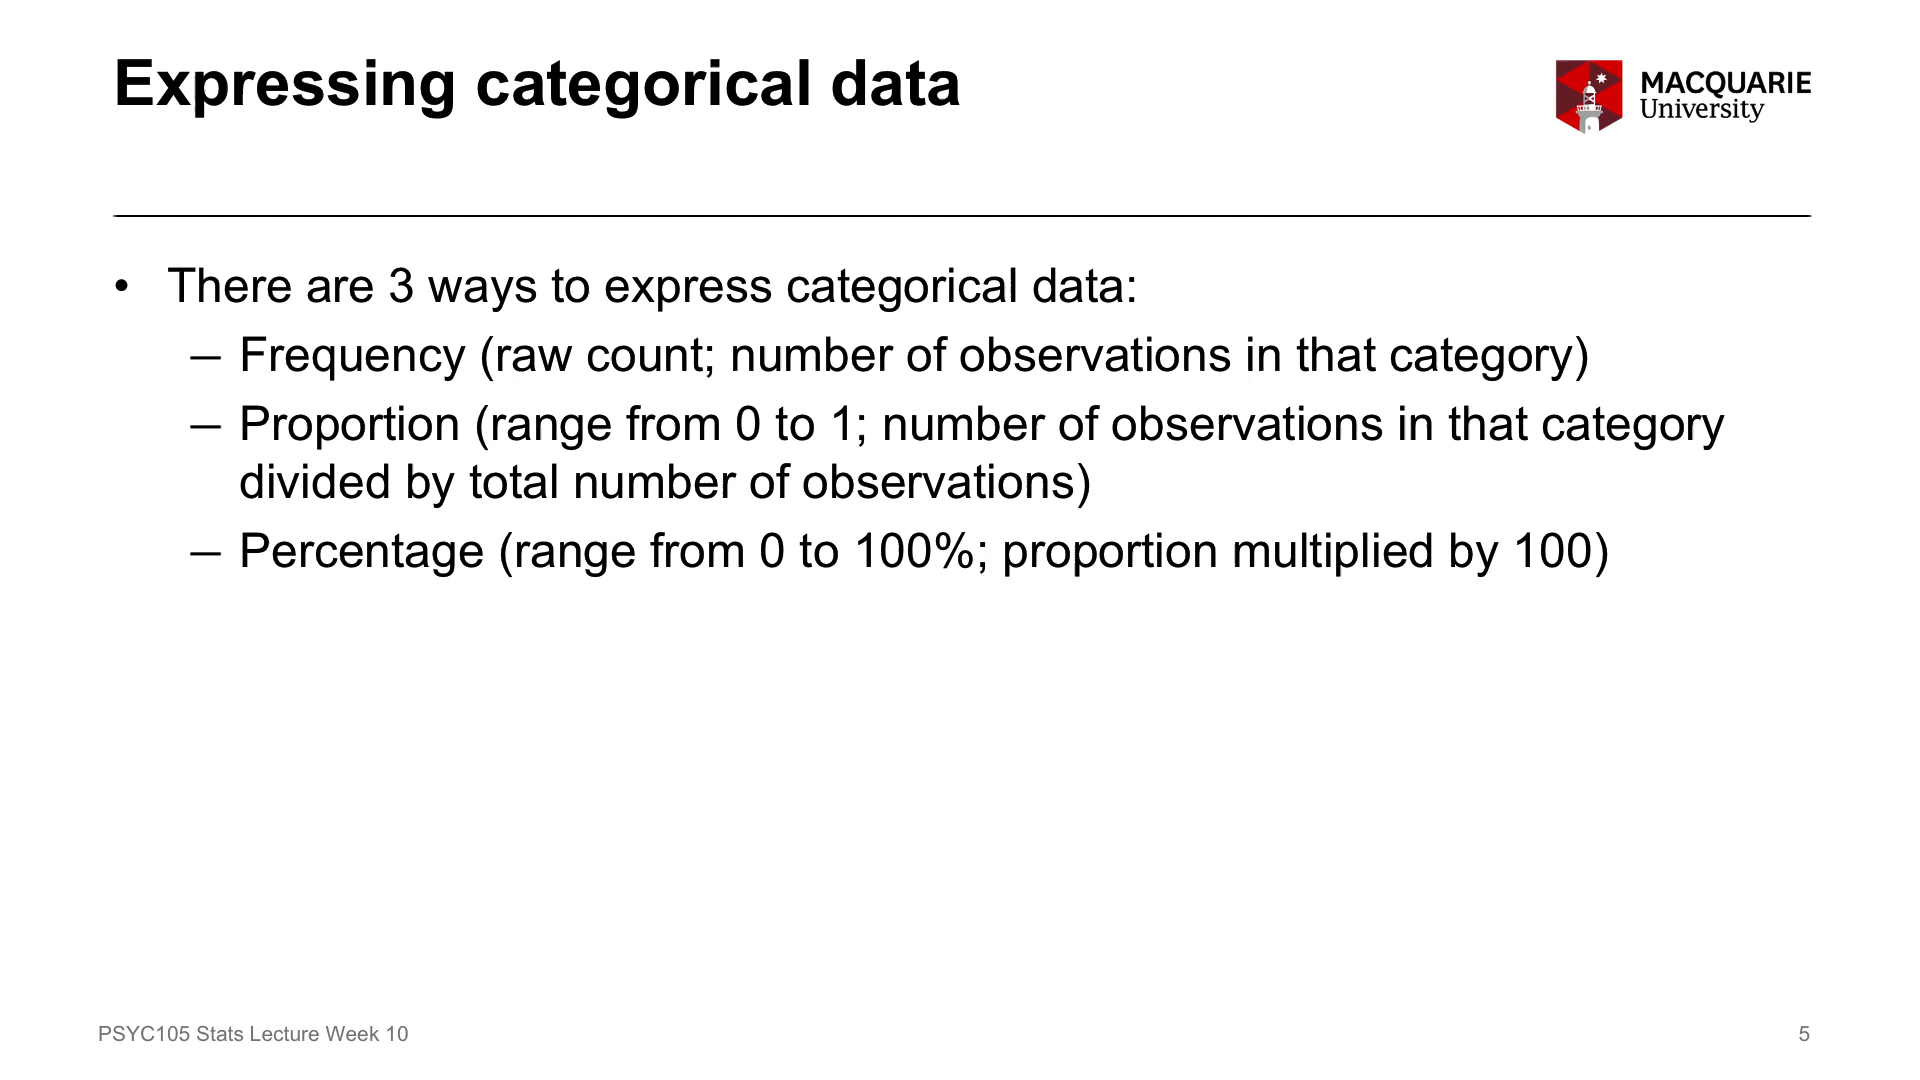 Expressing categorical data
MACQUARIE
University
• There are 3 ways to express categorical data:
– Frequency (raw count; number of observations in that category)
– Proportion (range from 0 to 1; number of observations in that category
divided by total number of observations)
– Percentage (range from 0 to 100%; proportion multiplied by 100)
PSYC105 Stats Lecture Week 10
5